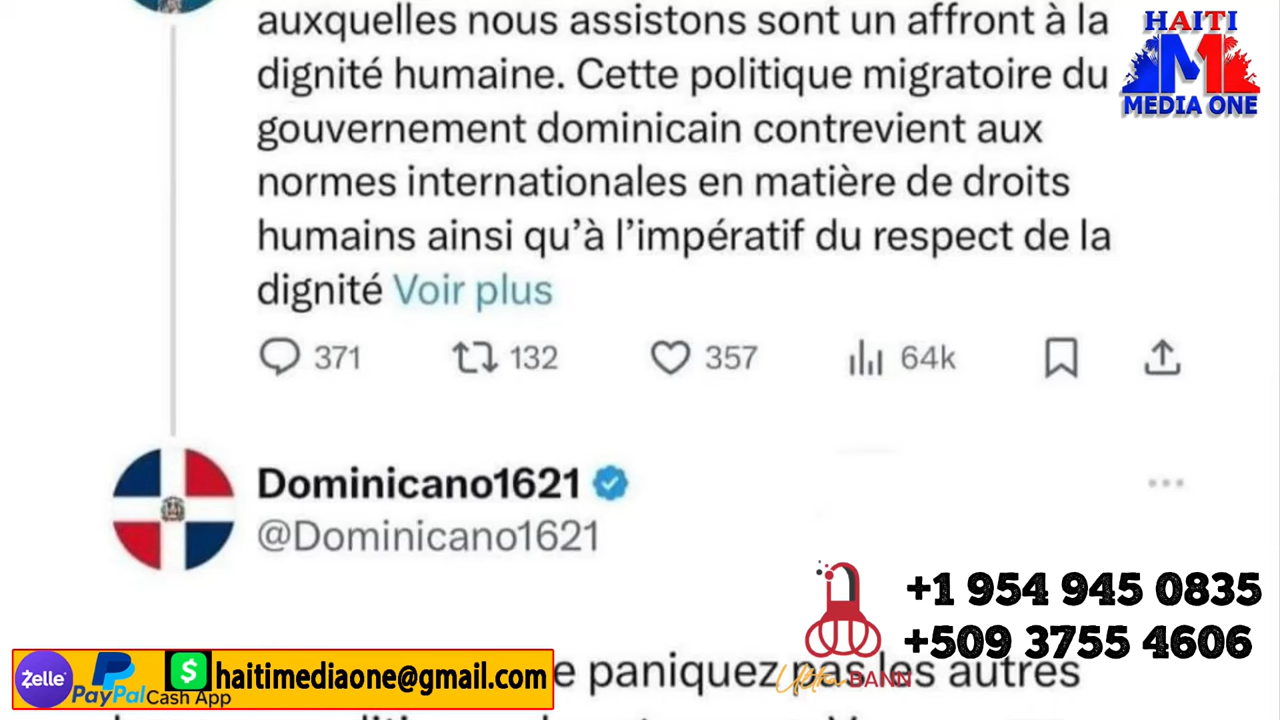 auxquelles nous assistons sont un affront à la
dignité humaine. Cette politique migratoire du
gouvernement dominicain contrevient aux
normes internationales en matière de droits
humains ainsi qu’à l’impératif du respect de la
dignité Voir plus
371 132 357 64k
HAITI
M
MEDIA ONE
Dominicano1621
@Dominicano1621
+1 954 945 0835
+509 3755 4606
paniquez pas les autres
BANN
Zelle
PayPal
$
Cash App
haitimediaone@gmail.com